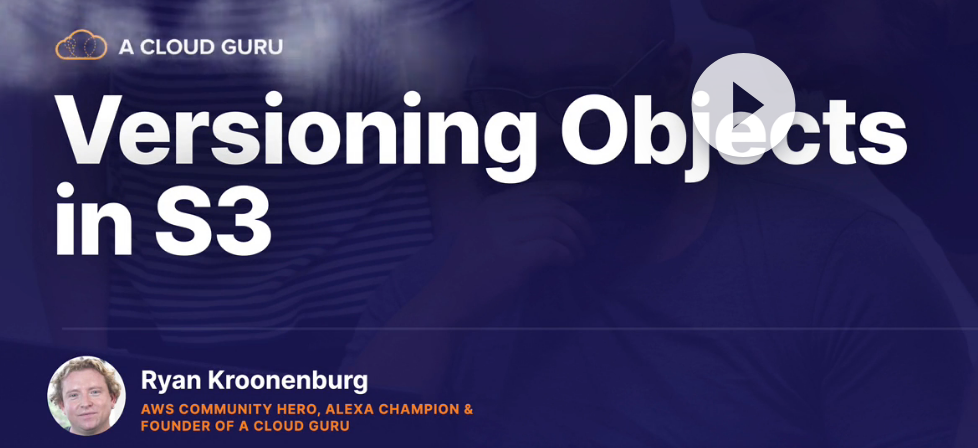 A CLOUD GURU
Versioning Objects
in S3
Ryan Kroonenburg
AWS COMMUNITY HERO, ALEXA CHAMPION &
FOUNDER OF A CLOUD GURU